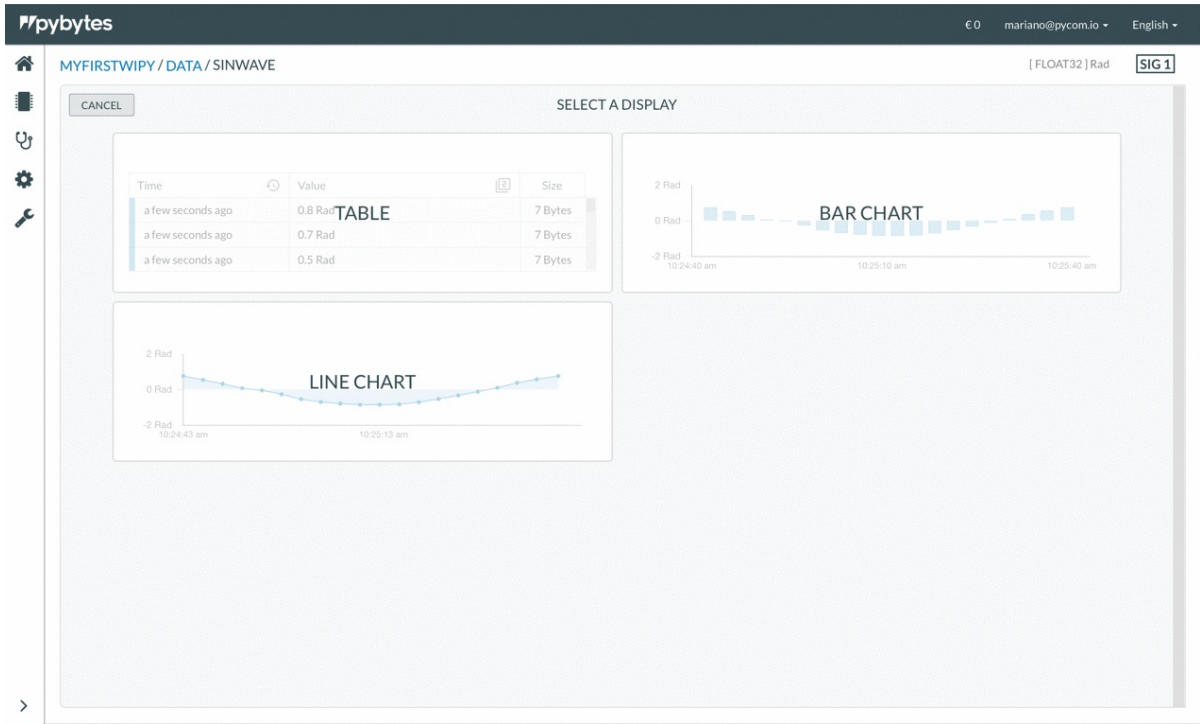 pybytes
€ 0 mariano@pycom.io English
MYFIRSTWIPY / DATA / SINWAVE
[ FLOAT32 ] Rad SIG 1
CANCEL
SELECT A DISPLAY
TABLE
Time Value 2 Size
a few seconds ago 0.8 Rad 7 Bytes
a few seconds ago 0.7 Rad 7 Bytes
a few seconds ago 0.5 Rad 7 Bytes
BAR CHART
2 Rad
0 Rad
-2 Rad
10:24:40 am 10:25:10 am 10:25:40 am
LINE CHART
2 Rad
0 Rad
-2 Rad
10:24:43 am 10:25:13 am